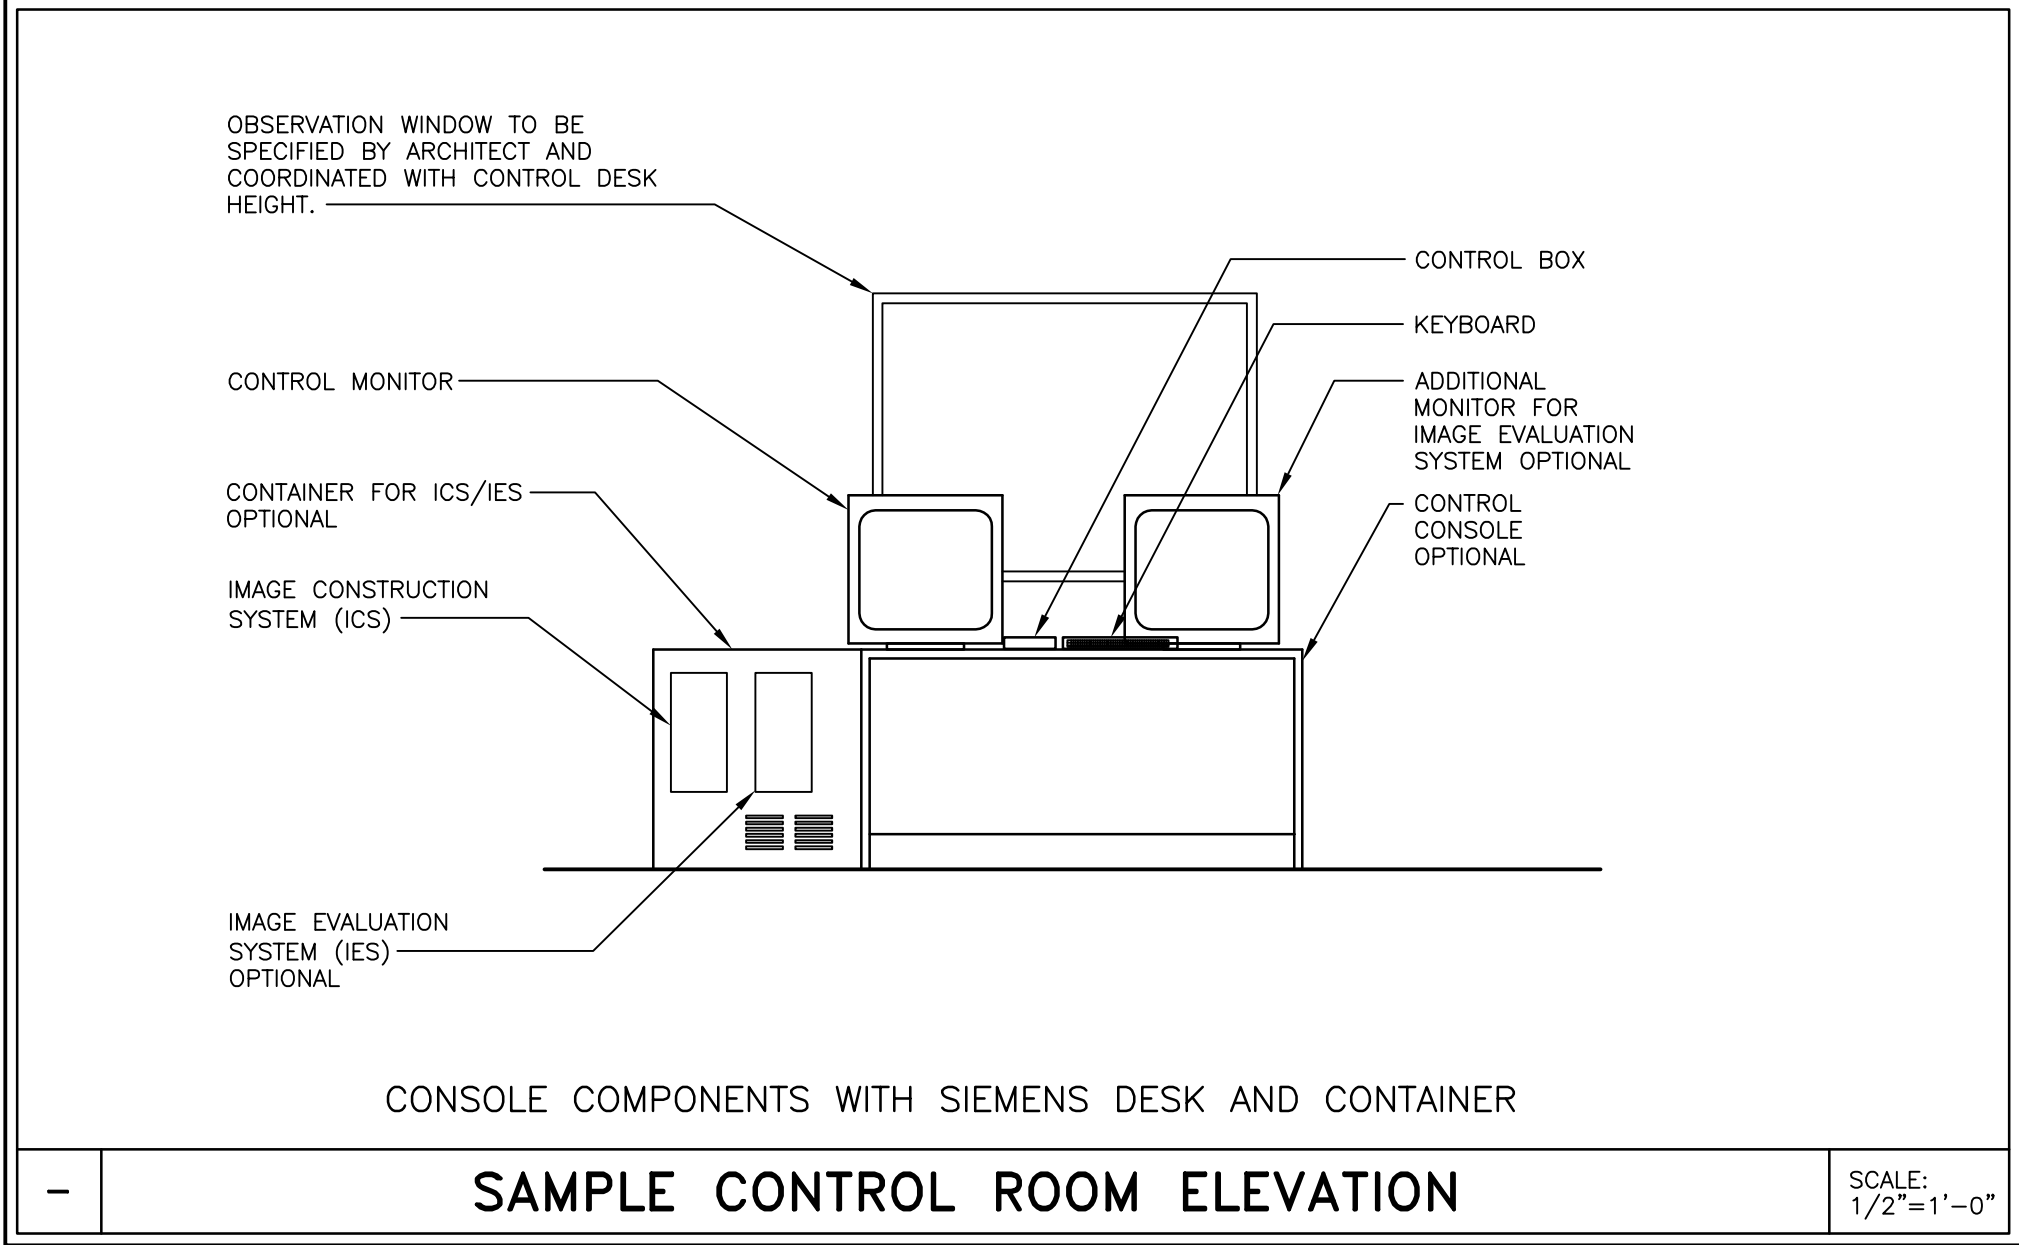 OBSERVATION WINDOW TO BE
SPECIFIED BY ARCHITECT AND
COORDINATED WITH CONTROL DESK
HEIGHT.
CONTROL MONITOR
CONTAINER FOR ICS/IES
OPTIONAL
IMAGE CONSTRUCTION
SYSTEM (ICS)
IMAGE EVALUATION
SYSTEM (IES)
OPTIONAL
CONTROL BOX
KEYBOARD
ADDITIONAL
MONITOR FOR
IMAGE EVALUATION
SYSTEM OPTIONAL
CONTROL
CONSOLE
OPTIONAL
CONSOLE COMPONENTS WITH SIEMENS DESK AND CONTAINER
-
SAMPLE CONTROL ROOM ELEVATION
SCALE:
1/2"=1'-0"